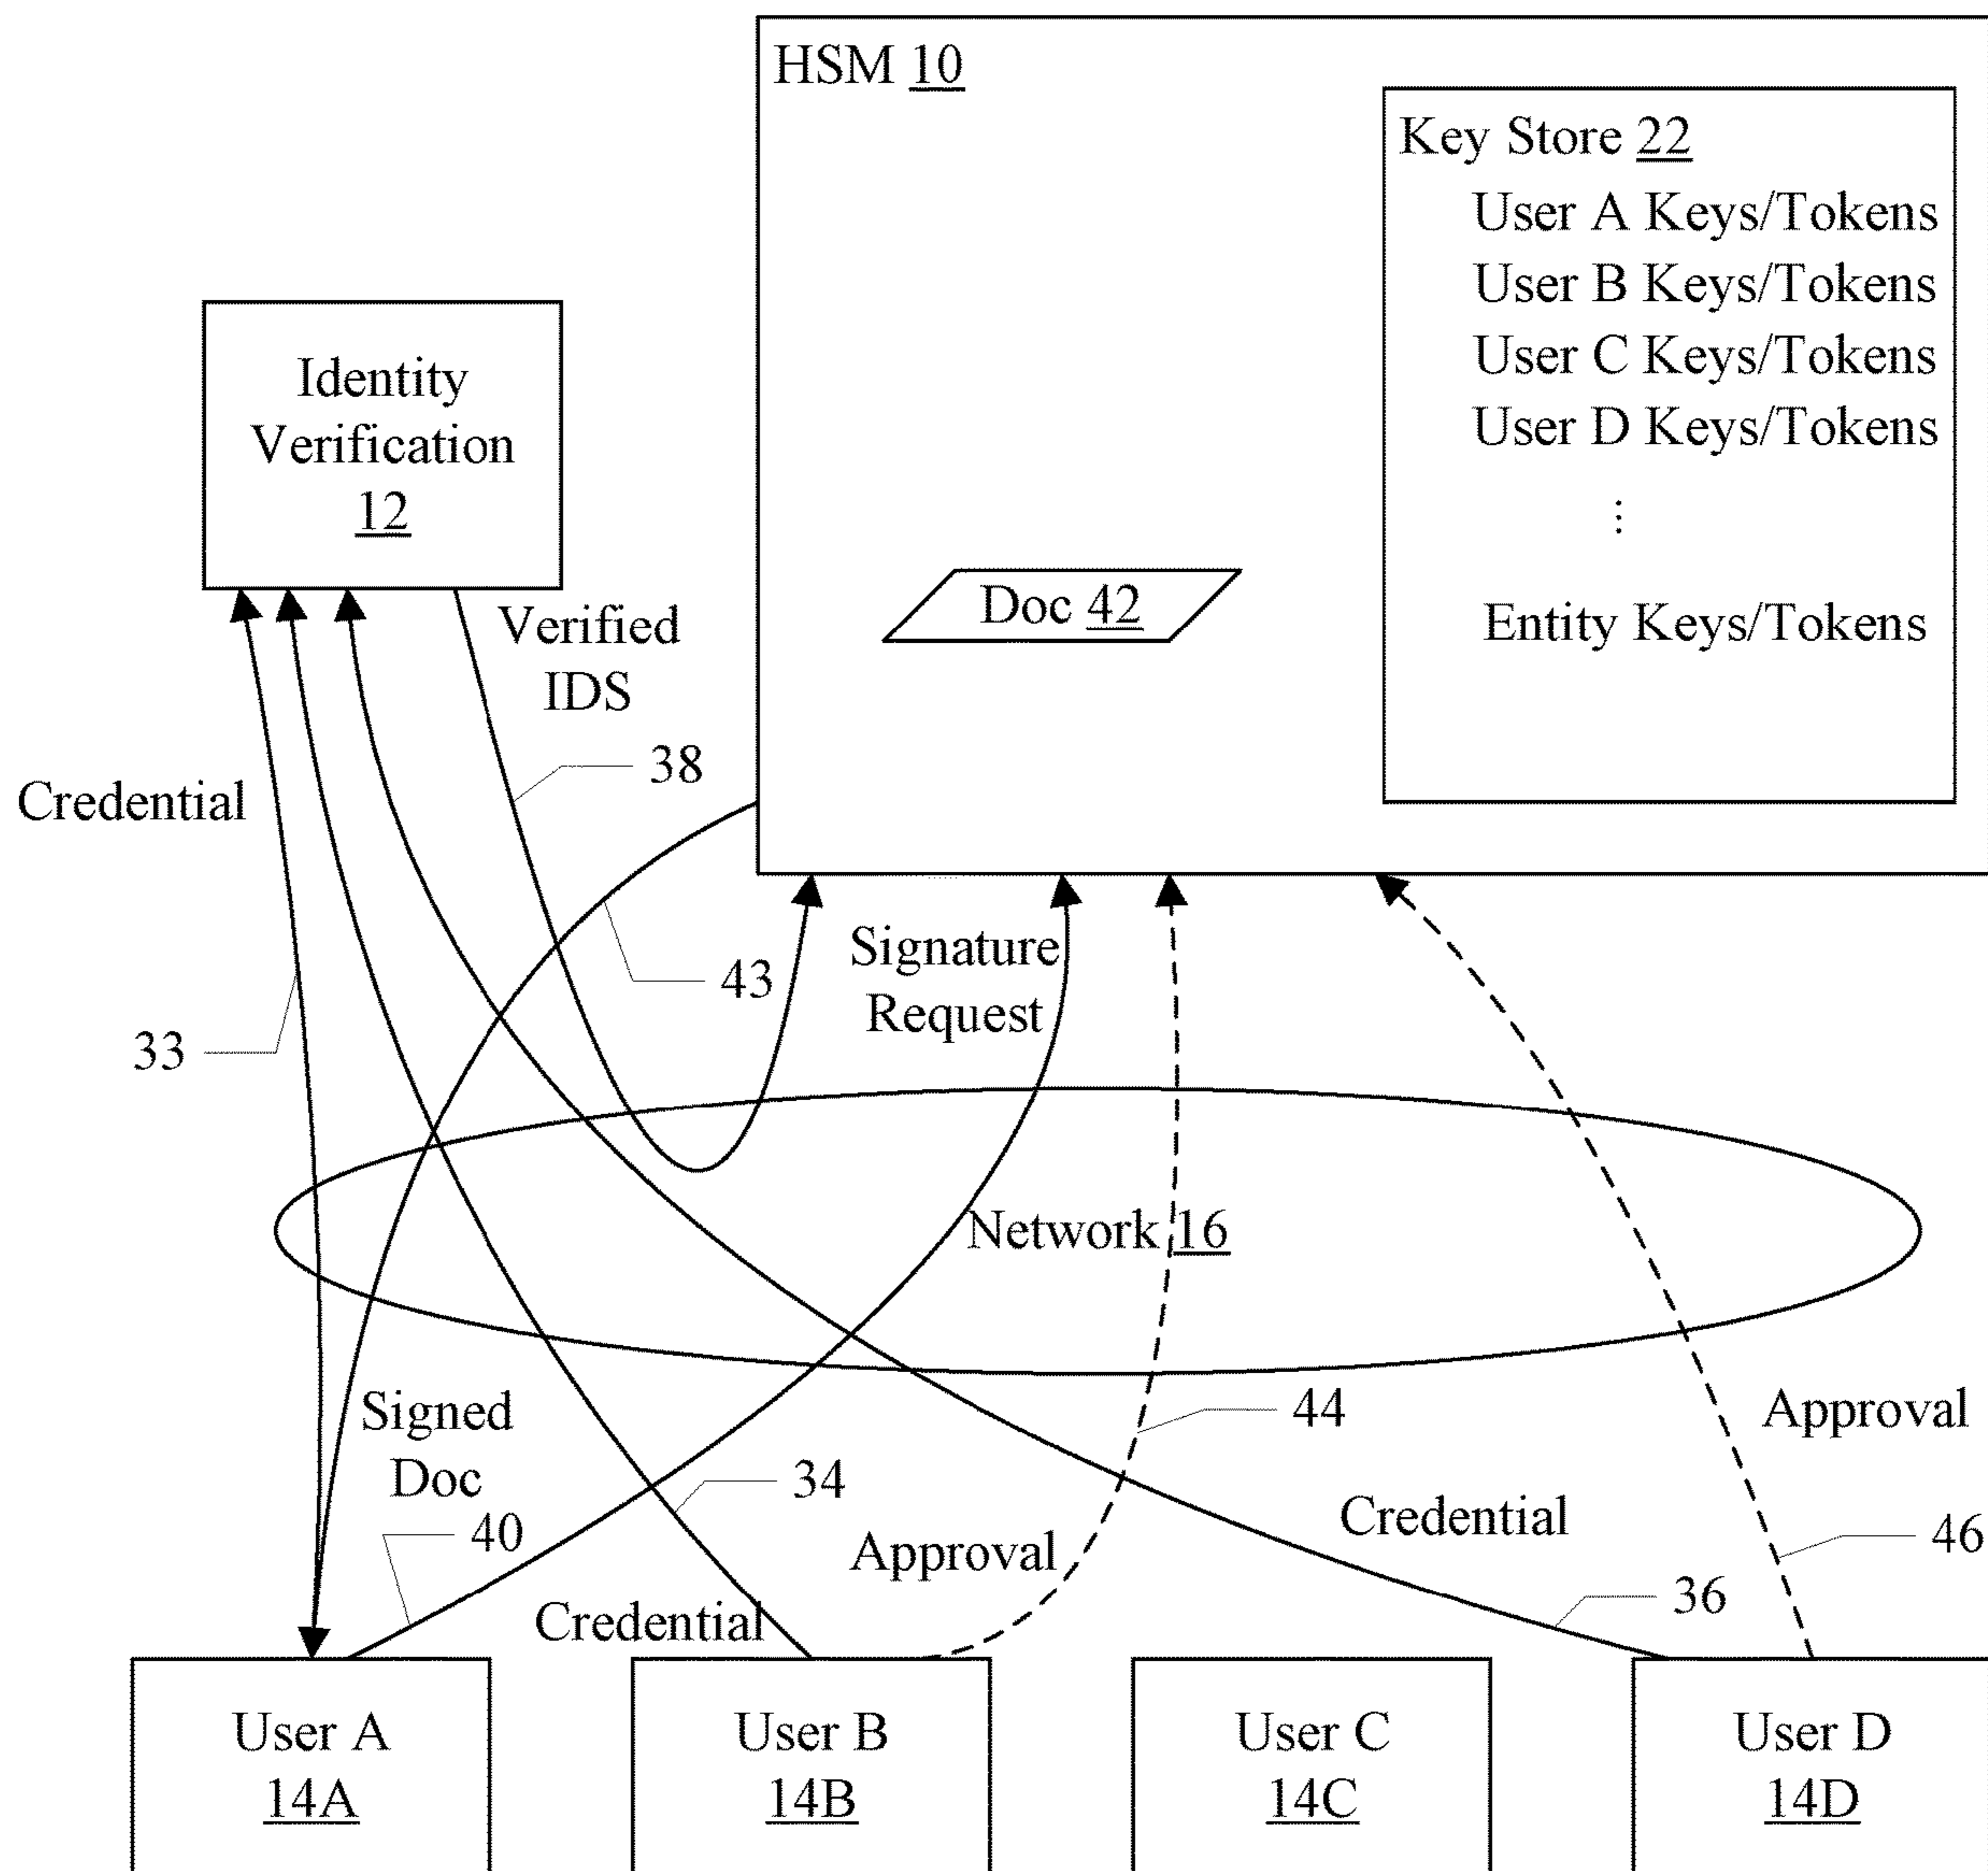 HSM 10
Key Store 22
User A Keys/Tokens
User B Keys/Tokens
User C Keys/Tokens
User D Keys/Tokens
⋮
Entity Keys/Tokens
Identity
Verification
12
Doc 42
Verified
IDS
38
Credential
43
Signature
Request
33
Network 16
Signed
Doc
40
34
44
Approval
Approval
Credential
46
36
Credential
User A
14A
User B
14B
User C
14C
User D
14D